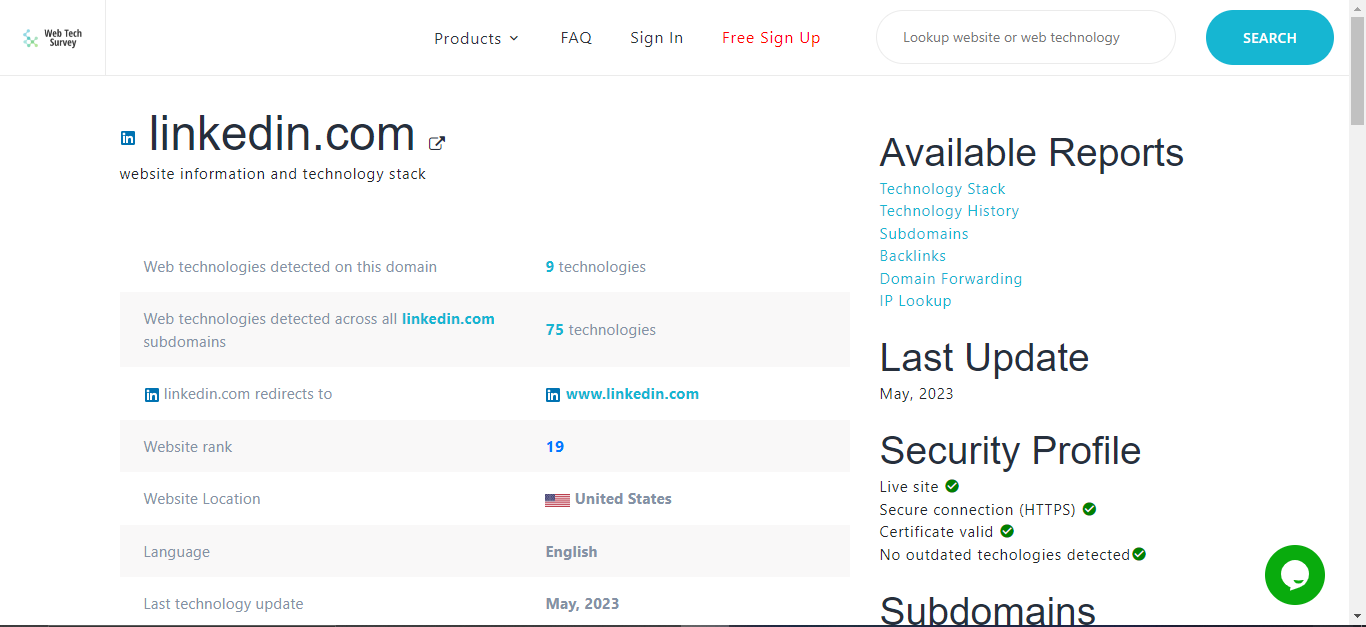 Web Tech
Survey
Products
FAQ
Sign In
Free Sign Up
Lookup website or web technology
SEARCH
linkedin.com
website information and technology stack
Web technologies detected on this domain
9 technologies
Web technologies detected across all linkedin.com
subdomains
75 technologies
linkedin.com redirects to
www.linkedin.com
Website rank
19
Website Location
United States
Language
English
Last technology update
May, 2023
Available Reports
Technology Stack
Technology History
Subdomains
Backlinks
Domain Forwarding
IP Lookup
Last Update
May, 2023
Security Profile
Live site
Secure connection (HTTPS)
Certificate valid
No outdated techologies detected
Subdomains